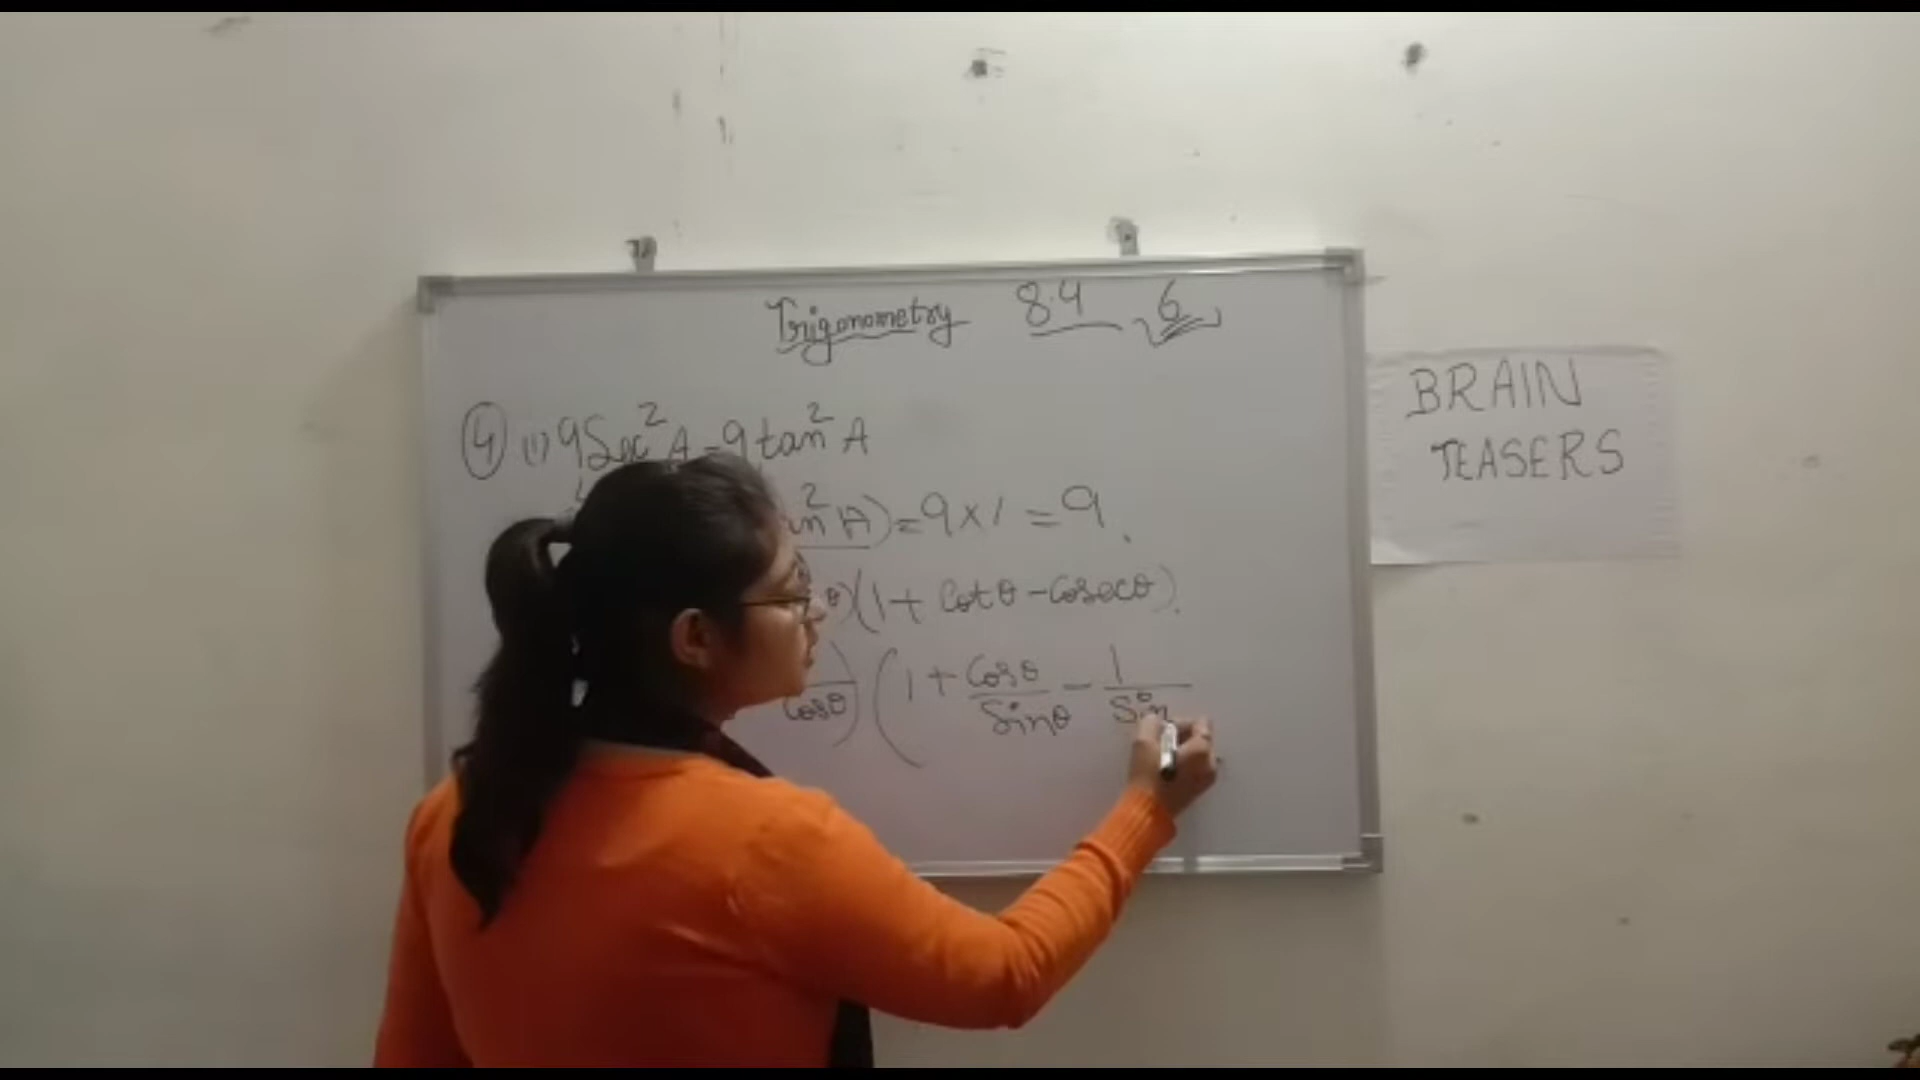 Trigonometry 8.4 6
4 (i) 9 Sec²A - 9 tan²A
n²A) = 9 × 1 = 9.
θ)(1 + Cotθ - Cosecθ).
Cosθ) (1 + Cosθ/Sinθ - 1/Sin
BRAIN
TEASERS